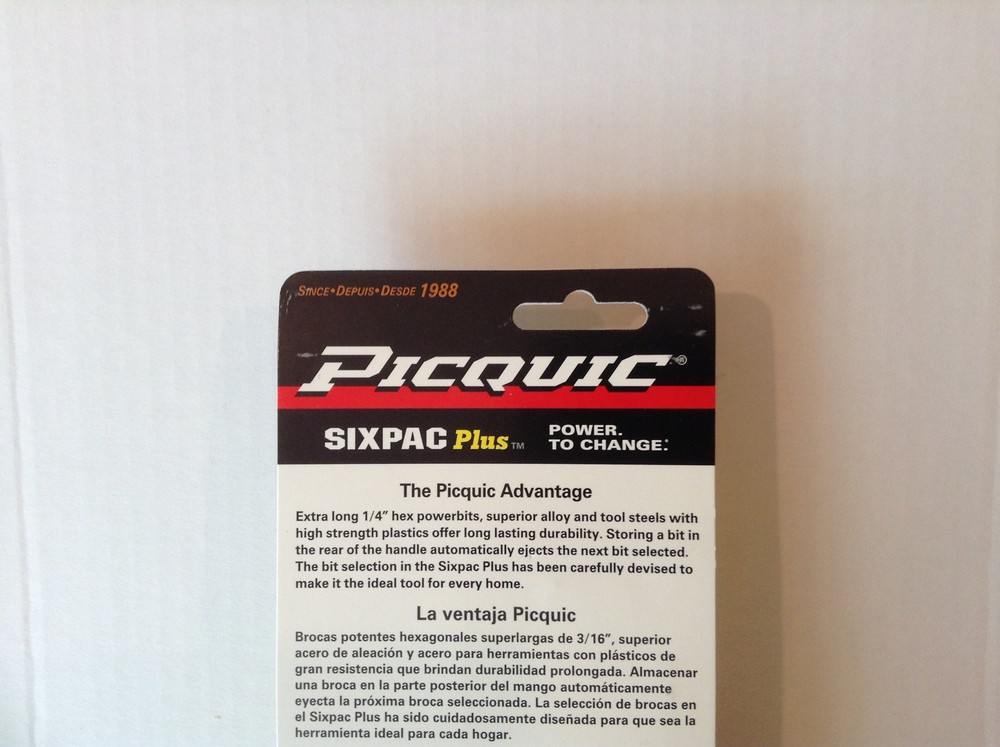 SINCE•DEPUIS•DESDE 1988
PICQUIC®
SIXPAC Plus™
POWER.
TO CHANGE.
The Picquic Advantage
Extra long 1/4” hex powerbits, superior alloy and tool steels with
high strength plastics offer long lasting durability. Storing a bit in
the rear of the handle automatically ejects the next bit selected.
The bit selection in the Sixpac Plus has been carefully devised to
make it the ideal tool for every home.
La ventaja Picquic
Brocas potentes hexagonales superlargas de 3/16”, superior
acero de aleación y acero para herramientas con plásticos de
gran resistencia que brindan durabilidad prolongada. Almacenar
una broca en la parte posterior del mango automáticamente
eyecta la próxima broca seleccionada. La selección de brocas en
el Sixpac Plus ha sido cuidadosamente diseñada para que sea la
herramienta ideal para cada hogar.